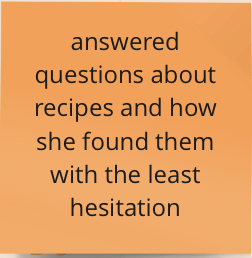 answered
questions about
recipes and how
she found them
with the least
hesitation